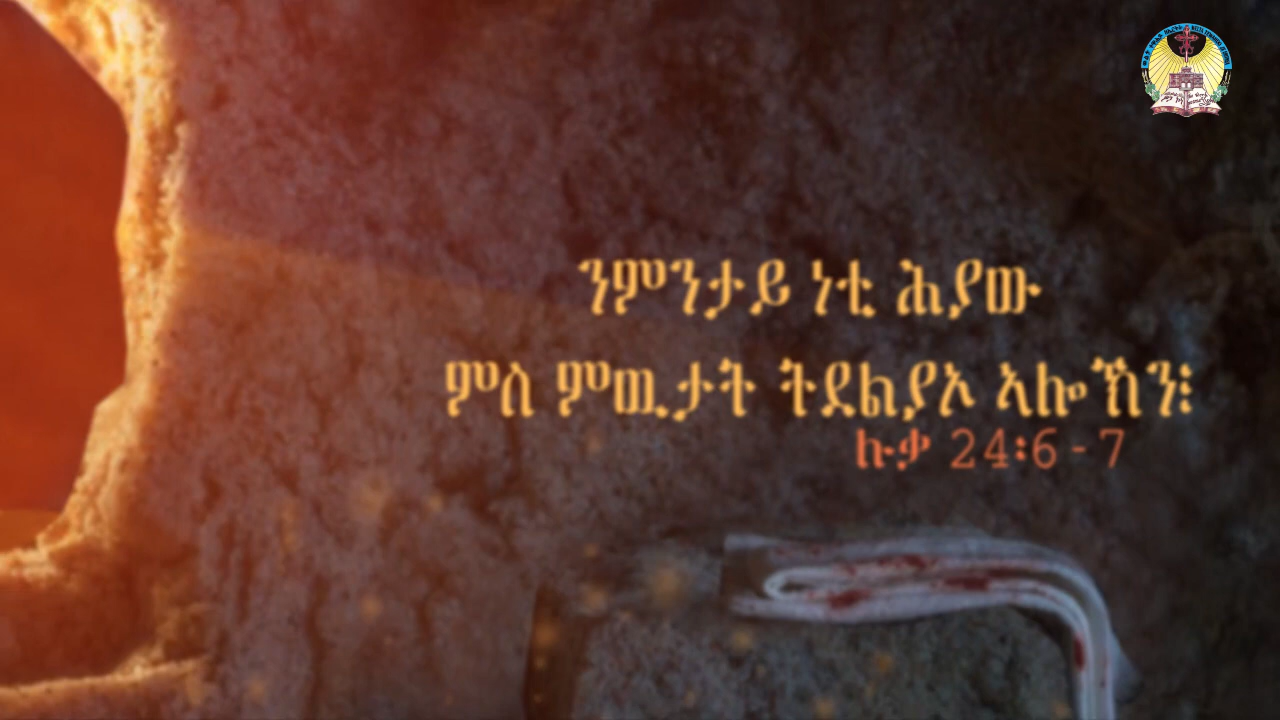 ንምንታይ ነቲ ሕያው
ምስ ምዉታት ትደልያኦ ኣሎኽን፧
ሉቃ 24፡6-7